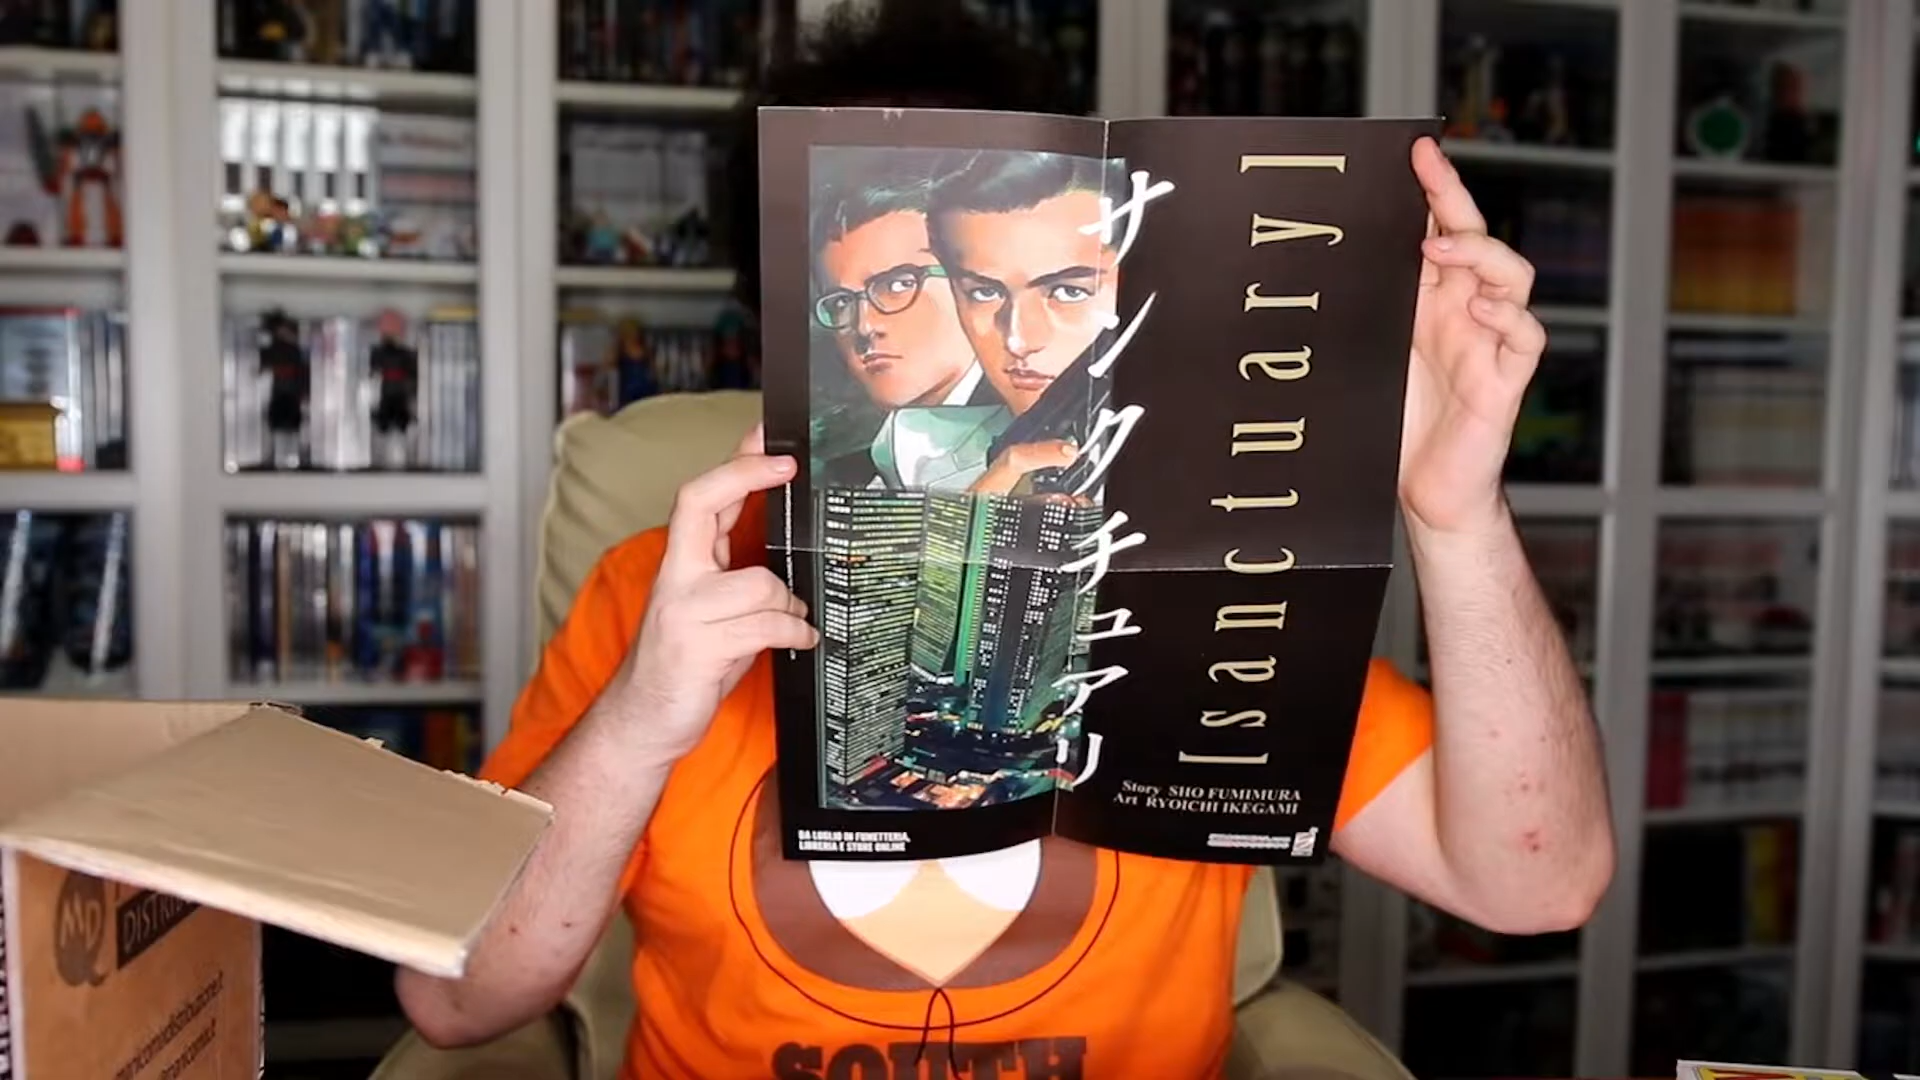 サンクチュアリ
[sanctuary]
Story SHO FUMIMURA
Art RYOICHI IKEGAMI
DA LUGLIO IN FUMETTERIA,
LIBRERIA E STORE ONLINE
MD
SOUTH